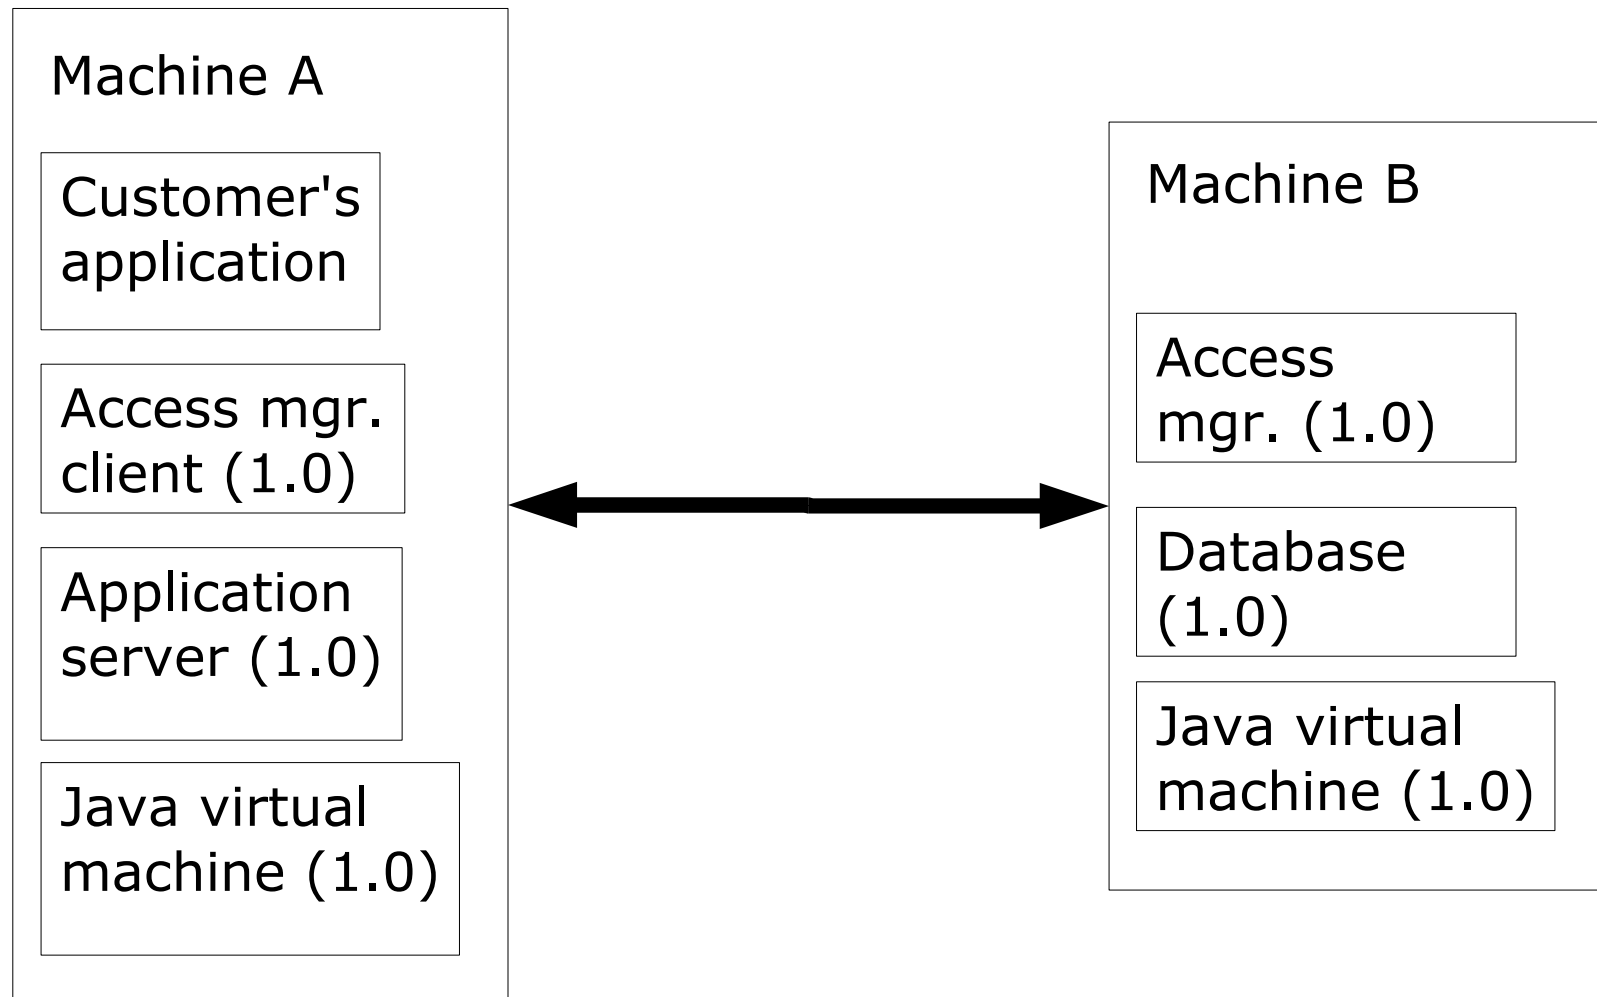 Machine A
Customer's
application
Access mgr.
client (1.0)
Application
server (1.0)
Java virtual
machine (1.0)
Machine B
Access
mgr. (1.0)
Database
(1.0)
Java virtual
machine (1.0)